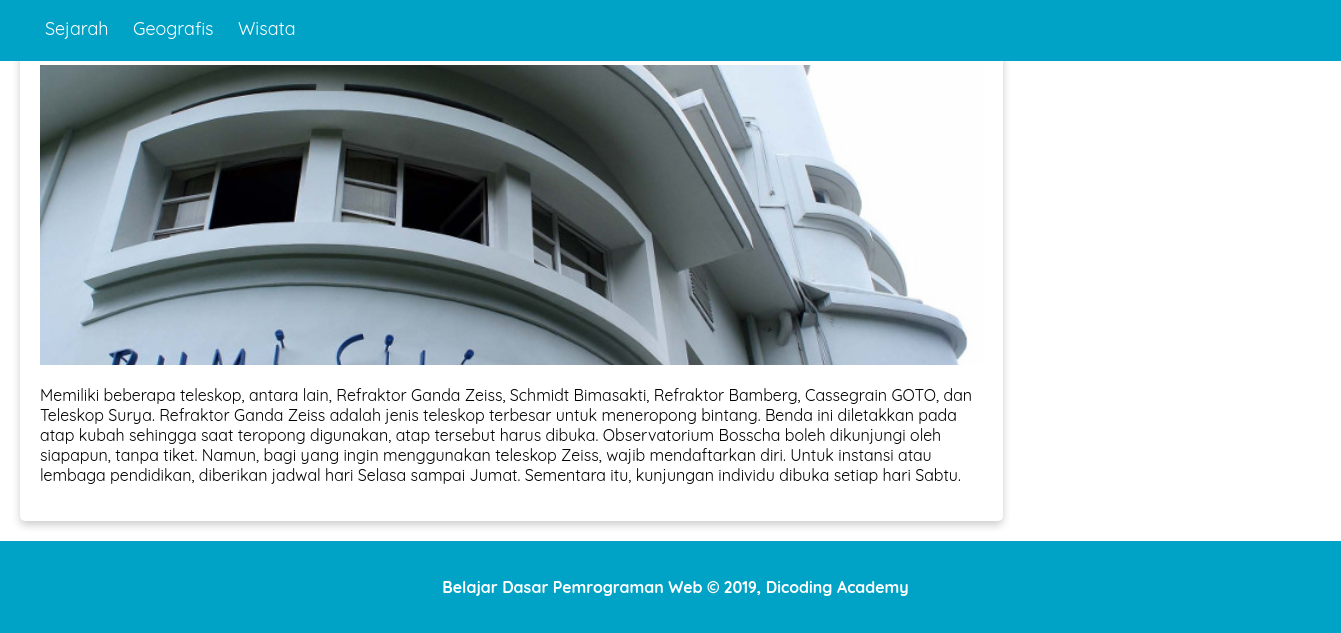 Sejarah Geografis Wisata
BUMI SILI
Memiliki beberapa teleskop, antara lain, Refraktor Ganda Zeiss, Schmidt Bimasakti, Refraktor Bamberg, Cassegrain GOTO, dan
Teleskop Surya. Refraktor Ganda Zeiss adalah jenis teleskop terbesar untuk meneropong bintang. Benda ini diletakkan pada
atap kubah sehingga saat teropong digunakan, atap tersebut harus dibuka. Observatorium Bosscha boleh dikunjungi oleh
siapapun, tanpa tiket. Namun, bagi yang ingin menggunakan teleskop Zeiss, wajib mendaftarkan diri. Untuk instansi atau
lembaga pendidikan, diberikan jadwal hari Selasa sampai Jumat. Sementara itu, kunjungan individu dibuka setiap hari Sabtu.
Belajar Dasar Pemrograman Web © 2019, Dicoding Academy